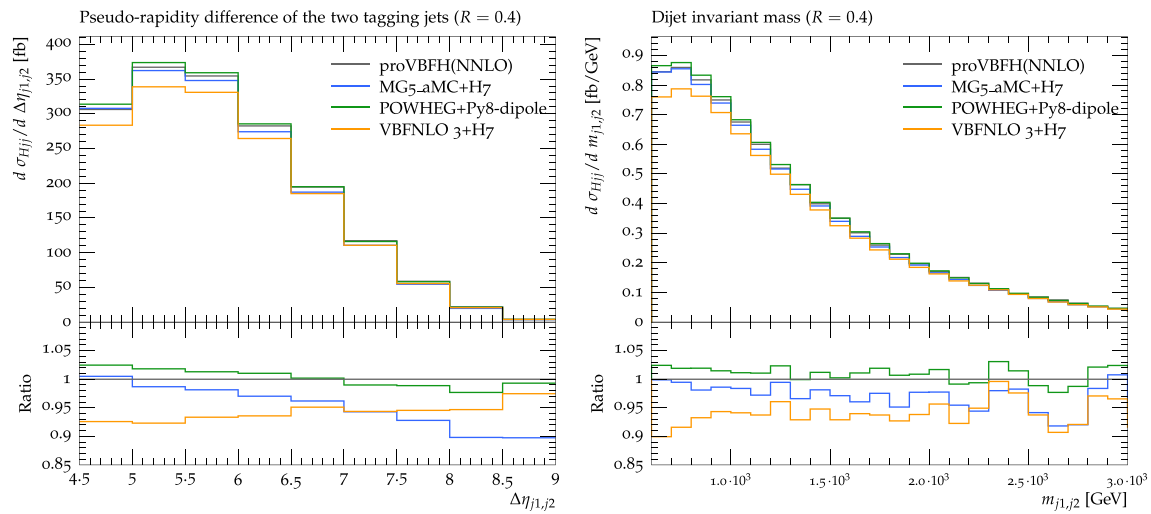 Pseudo-rapidity difference of the two tagging jets (R = 0.4)
d σHjj/d Δηj1,j2 [fb]
400
350
300
250
200
150
100
50
0
proVBFH(NNLO)
MG5_aMC+H7
POWHEG+Py8-dipole
VBFNLO 3+H7
Ratio
1.05
1
0.95
0.9
0.85
4.5 5 5.5 6 6.5 7 7.5 8 8.5 9
Δηj1,j2
Dijet invariant mass (R = 0.4)
d σHjj/d mj1,j2 [fb/GeV]
0.9
0.8
0.7
0.6
0.5
0.4
0.3
0.2
0.1
0
proVBFH(NNLO)
MG5_aMC+H7
POWHEG+Py8-dipole
VBFNLO 3+H7
Ratio
1.05
1
0.95
0.9
0.85
1.0·10³ 1.5·10³ 2.0·10³ 2.5·10³ 3.0·10³
mj1,j2 [GeV]